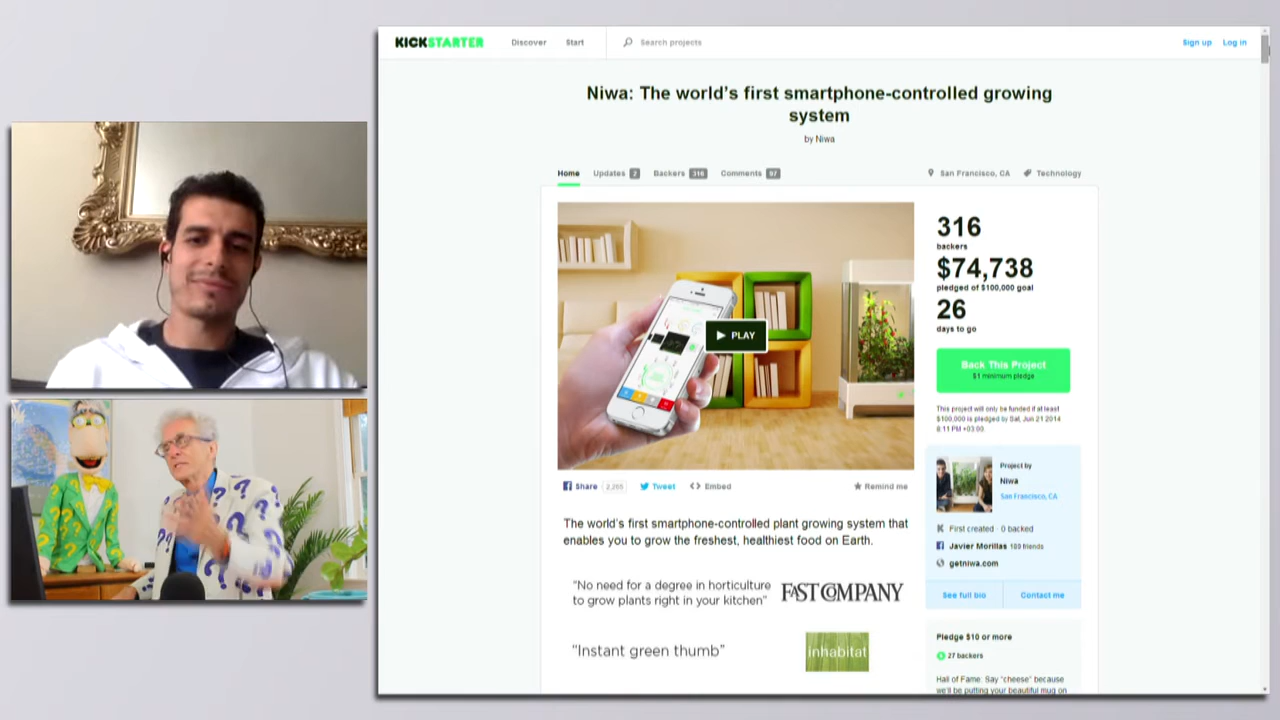 KICKSTARTER
Discover
Start
Search projects
Sign up
Log in
Niwa: The world's first smartphone-controlled growing
system
by Niwa
Home
Updates 2
Backers 316
Comments 97
San Francisco, CA
Technology
316
backers
$74,738
pledged of $100,000 goal
26
days to go
PLAY
Back This Project
$1 minimum pledge
This project will only be funded if at least
$100,000 is pledged by Sat, Jun 21 2014
8:11 PM +03:00.
Project by
Niwa
San Francisco, CA
Share
Tweet
Embed
Remind me
The world's first smartphone-controlled plant growing system that
enables you to grow the freshest, healthiest food on Earth.
First created · 0 backed
Javier Morillas 189 friends
getniwa.com
See full bio
Contact me
"No need for a degree in horticulture
to grow plants right in your kitchen"
FAST COMPANY
"Instant green thumb"
inhabitat
Pledge $10 or more
27 backers
Hall of Fame: Say "cheese" because
we'll be putting your beautiful mug on